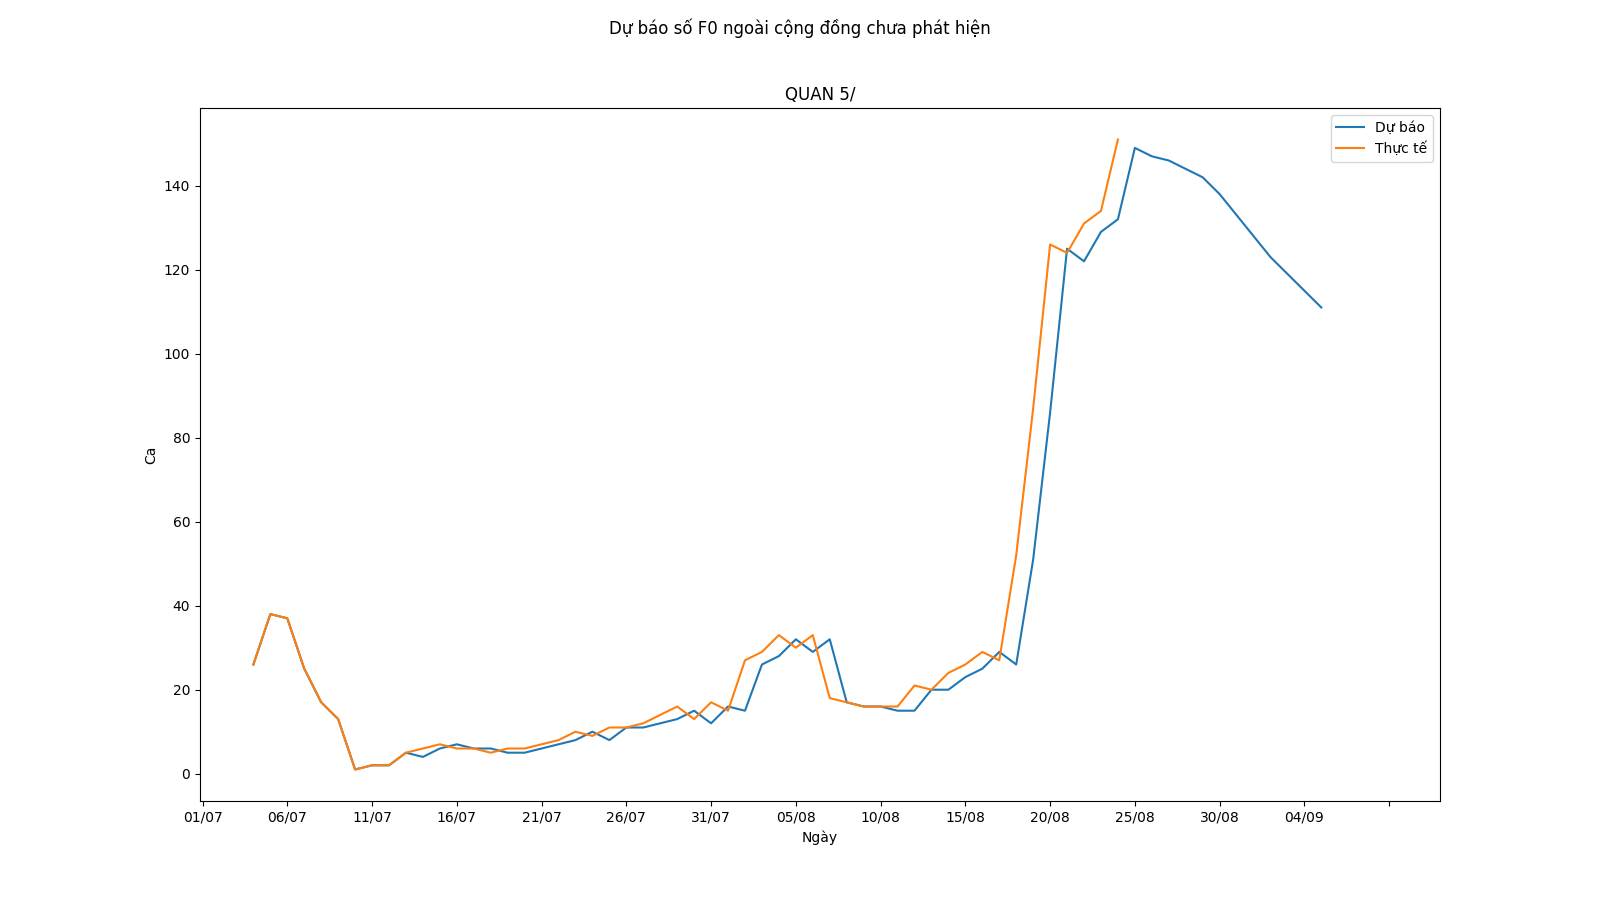 Dự báo số F0 ngoài cộng đồng chưa phát hiện
QUAN 5/
Dự báo
Thực tế
140
120
100
80
60
40
20
0
Ca
01/07 06/07 11/07 16/07 21/07 26/07 31/07 05/08 10/08 15/08 20/08 25/08 30/08 04/09
Ngày